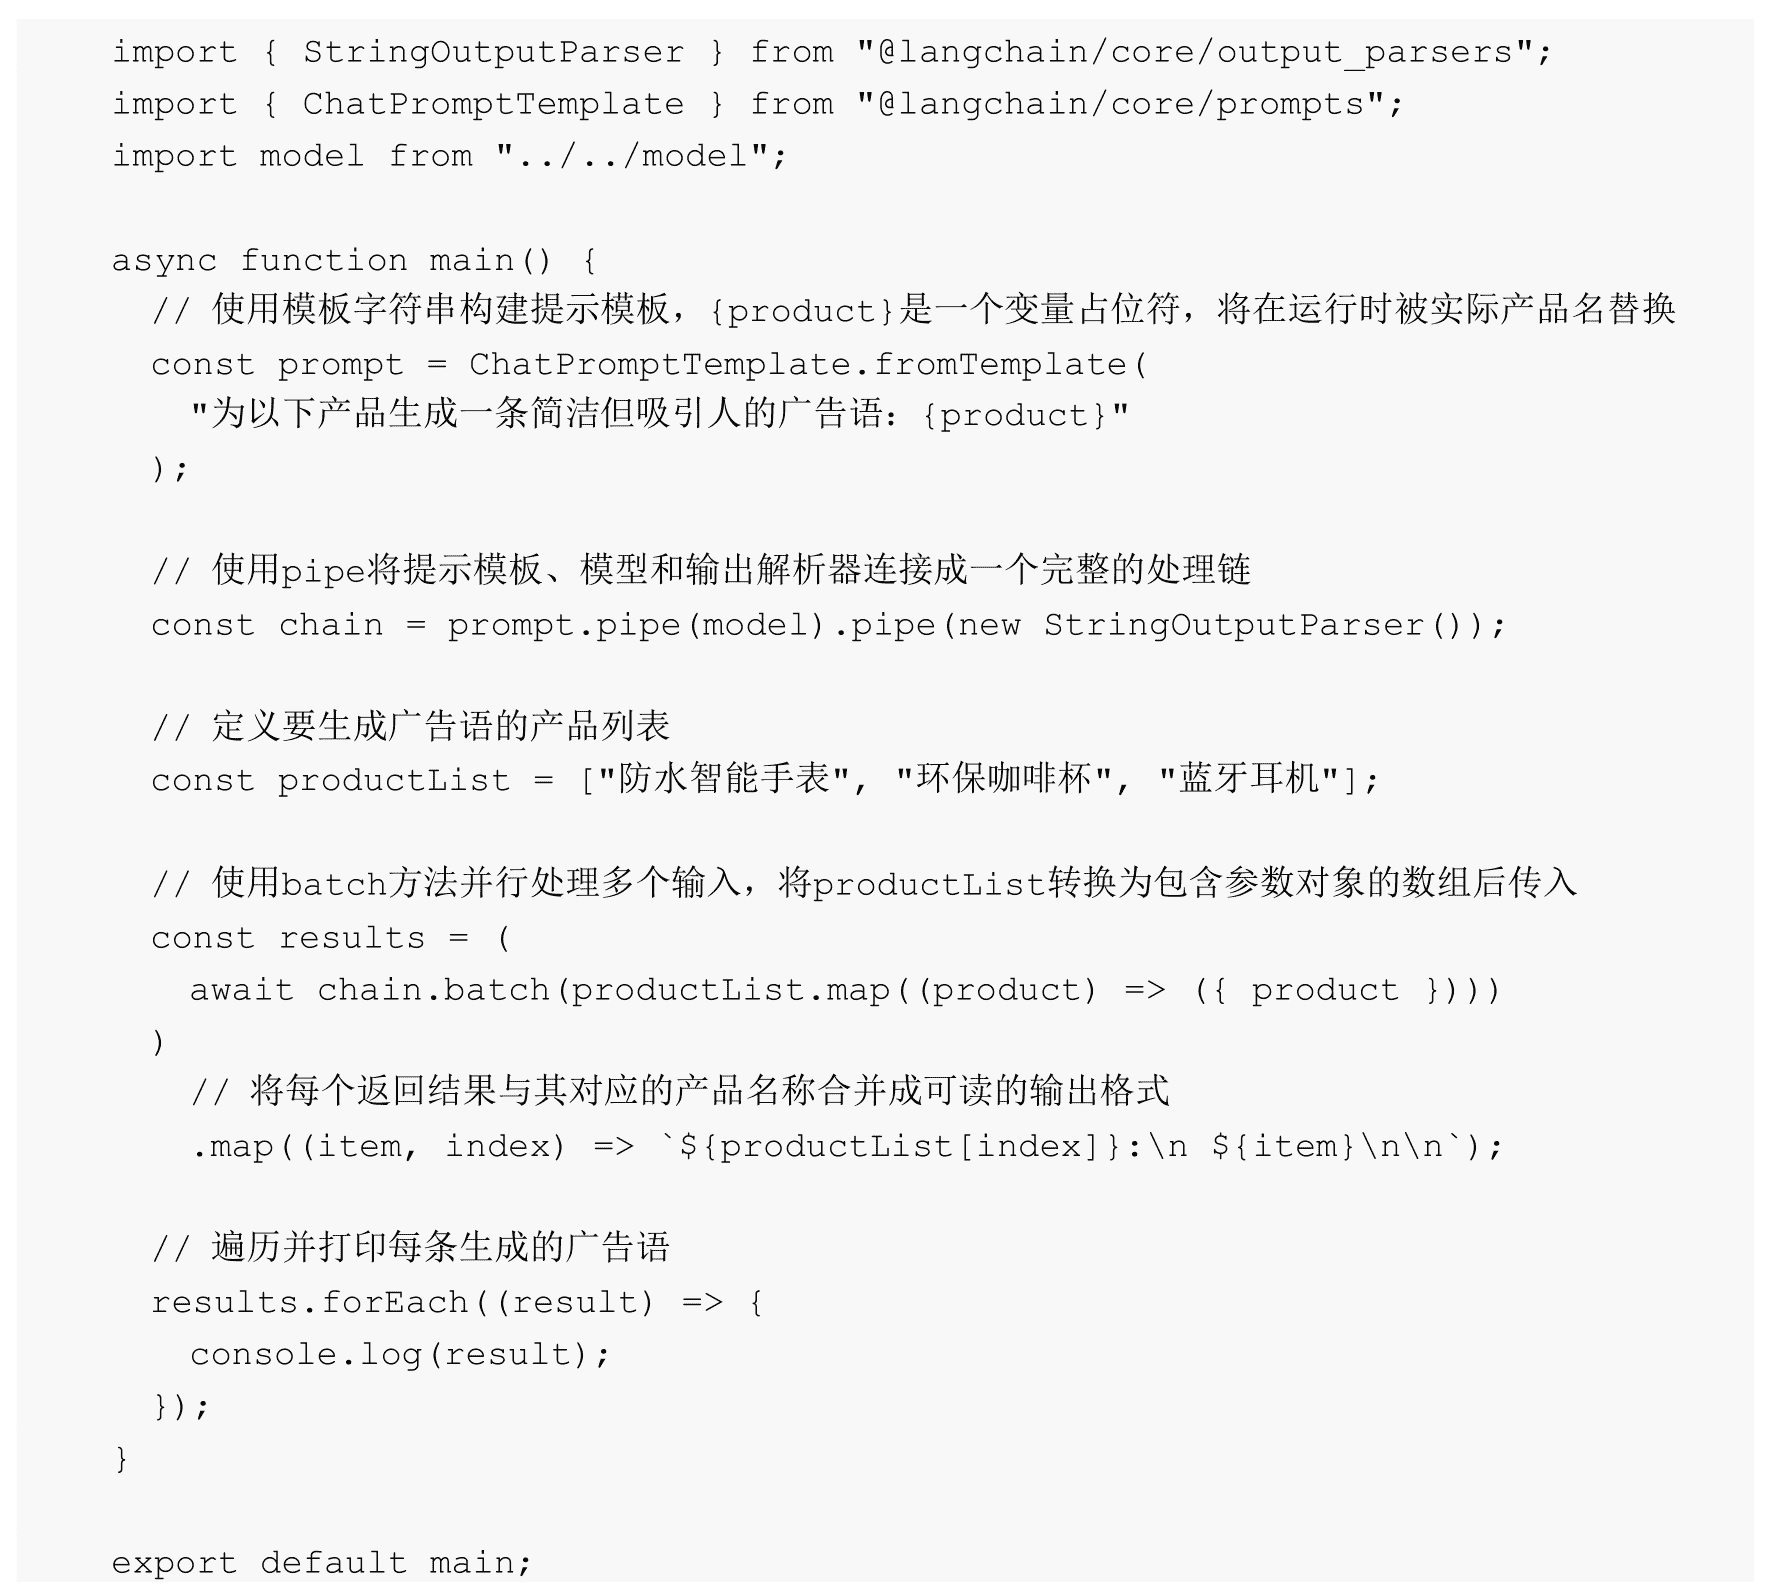 import { StringOutputParser } from "@langchain/core/output_parsers";
import { ChatPromptTemplate } from "@langchain/core/prompts";
import model from "../../model";

async function main() {
  // 使用模板字符串构建提示模板，{product}是一个变量占位符，将在运行时被实际产品名替换
  const prompt = ChatPromptTemplate.fromTemplate(
    "为以下产品生成一条简洁但吸引人的广告语：{product}"
  );

  // 使用pipe将提示模板、模型和输出解析器连接成一个完整的处理链
  const chain = prompt.pipe(model).pipe(new StringOutputParser());

  // 定义要生成广告语的产品列表
  const productList = ["防水智能手表", "环保咖啡杯", "蓝牙耳机"];

  // 使用batch方法并行处理多个输入，将productList转换为包含参数对象的数组后传入
  const results = (
    await chain.batch(productList.map((product) => ({ product })))
  )
    // 将每个返回结果与其对应的产品名称合并成可读的输出格式
    .map((item, index) => `${productList[index]}:\n ${item}\n\n`);

  // 遍历并打印每条生成的广告语
  results.forEach((result) => {
    console.log(result);
  });
}

export default main;